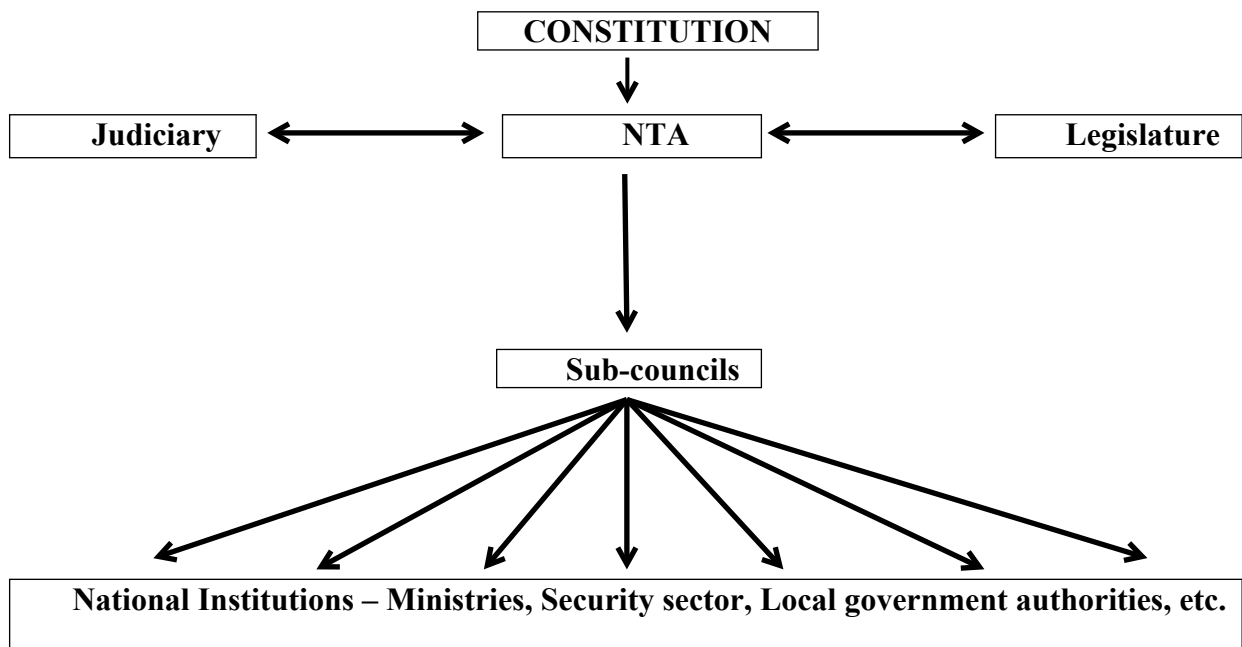 CONSTITUTION
Judiciary
NTA
Legislature
Sub-councils
National Institutions – Ministries, Security sector, Local government authorities, etc.